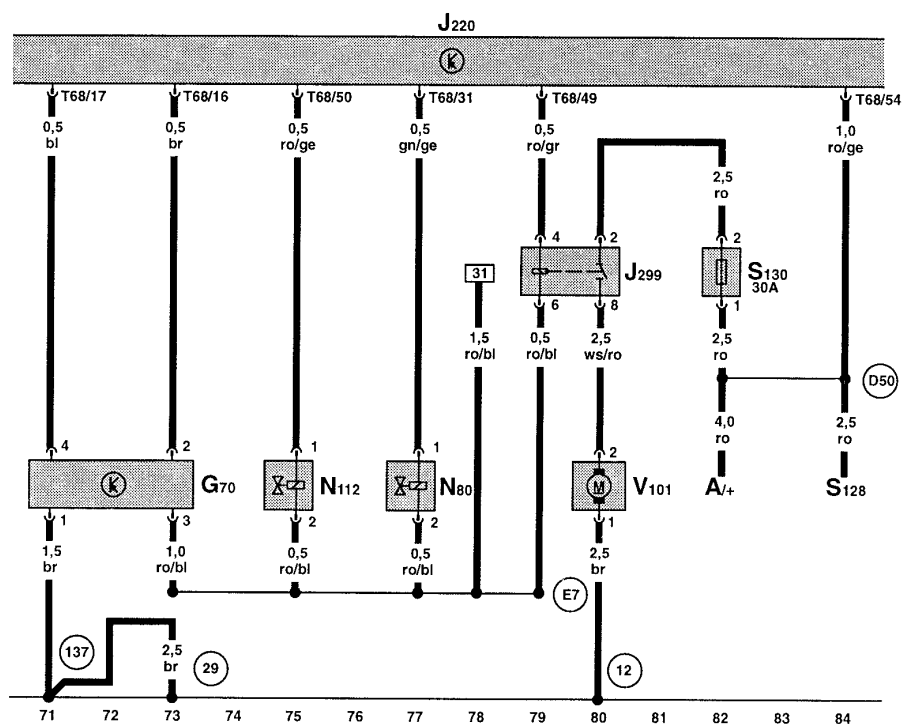 J220
K
T68/17 T68/16 T68/50 T68/31 T68/49 T68/54
0,5 0,5 0,5 0,5 0,5 1,0
bl br ro/ge gn/ge ro/gr ro/ge
2,5
ro
4 2 2
31 J299 S130
30A
6 8 1
1,5 0,5 2,5 2,5
ro/bl ro/bl ws/ro ro
D50
4,0 2,5
ro ro
4 2 1 1 2
K G70 N112 N80 M V101 A/+ S128
1 3 2 2 1
1,5 1,0 0,5 0,5 2,5
br ro/bl ro/bl ro/bl br
E7
137 2,5 29 12
br
71 72 73 74 75 76 77 78 79 80 81 82 83 84